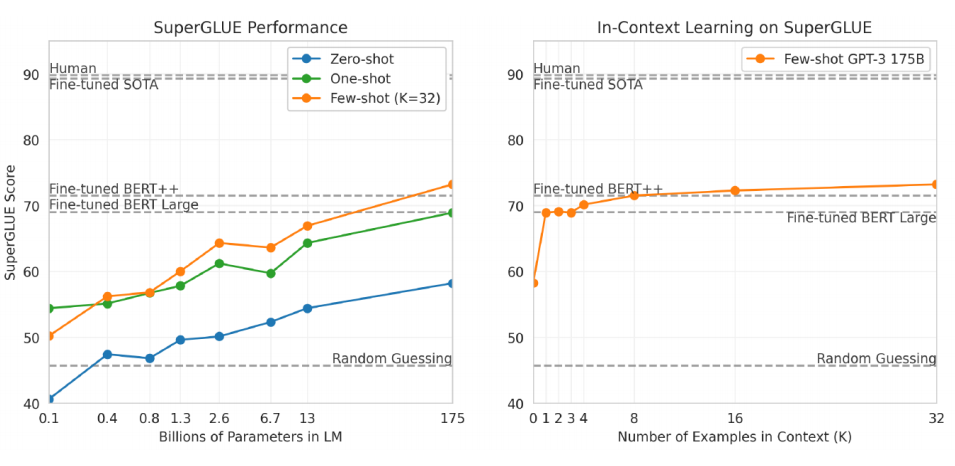 SuperGLUE Performance
Human
Fine-tuned SOTA
Zero-shot
One-shot
Few-shot (K=32)
Fine-tuned BERT++
Fine-tuned BERT Large
Random Guessing
SuperGLUE Score
90
80
70
60
50
40
0.1 0.4 0.8 1.3 2.6 6.7 13 175
Billions of Parameters in LM
In-Context Learning on SuperGLUE
Human
Fine-tuned SOTA
Few-shot GPT-3 175B
Fine-tuned BERT++
Fine-tuned BERT Large
Random Guessing
90
80
70
60
50
40
0 1 2 3 4 8 16 32
Number of Examples in Context (K)